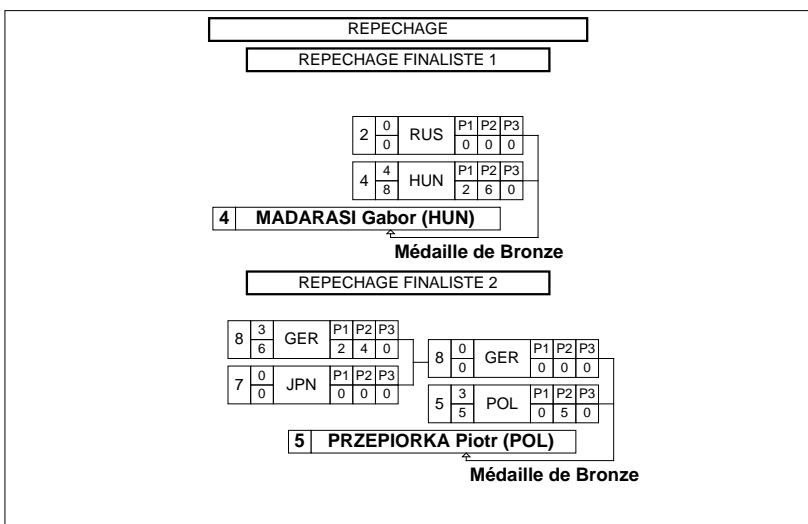 REPECHAGE
REPECHAGE FINALISTE 1
2 0 RUS P1 P2 P3
0 0 0 0
4 4 HUN P1 P2 P3
8 2 6 0
4 MADARASI Gabor (HUN)
Médaille de Bronze
REPECHAGE FINALISTE 2
8 3 GER P1 P2 P3
6 2 4 0
7 0 JPN P1 P2 P3
0 0 0 0
8 0 GER P1 P2 P3
0 0 0 0
5 3 POL P1 P2 P3
5 0 5 0
5 PRZEPIORKA Piotr (POL)
Médaille de Bronze